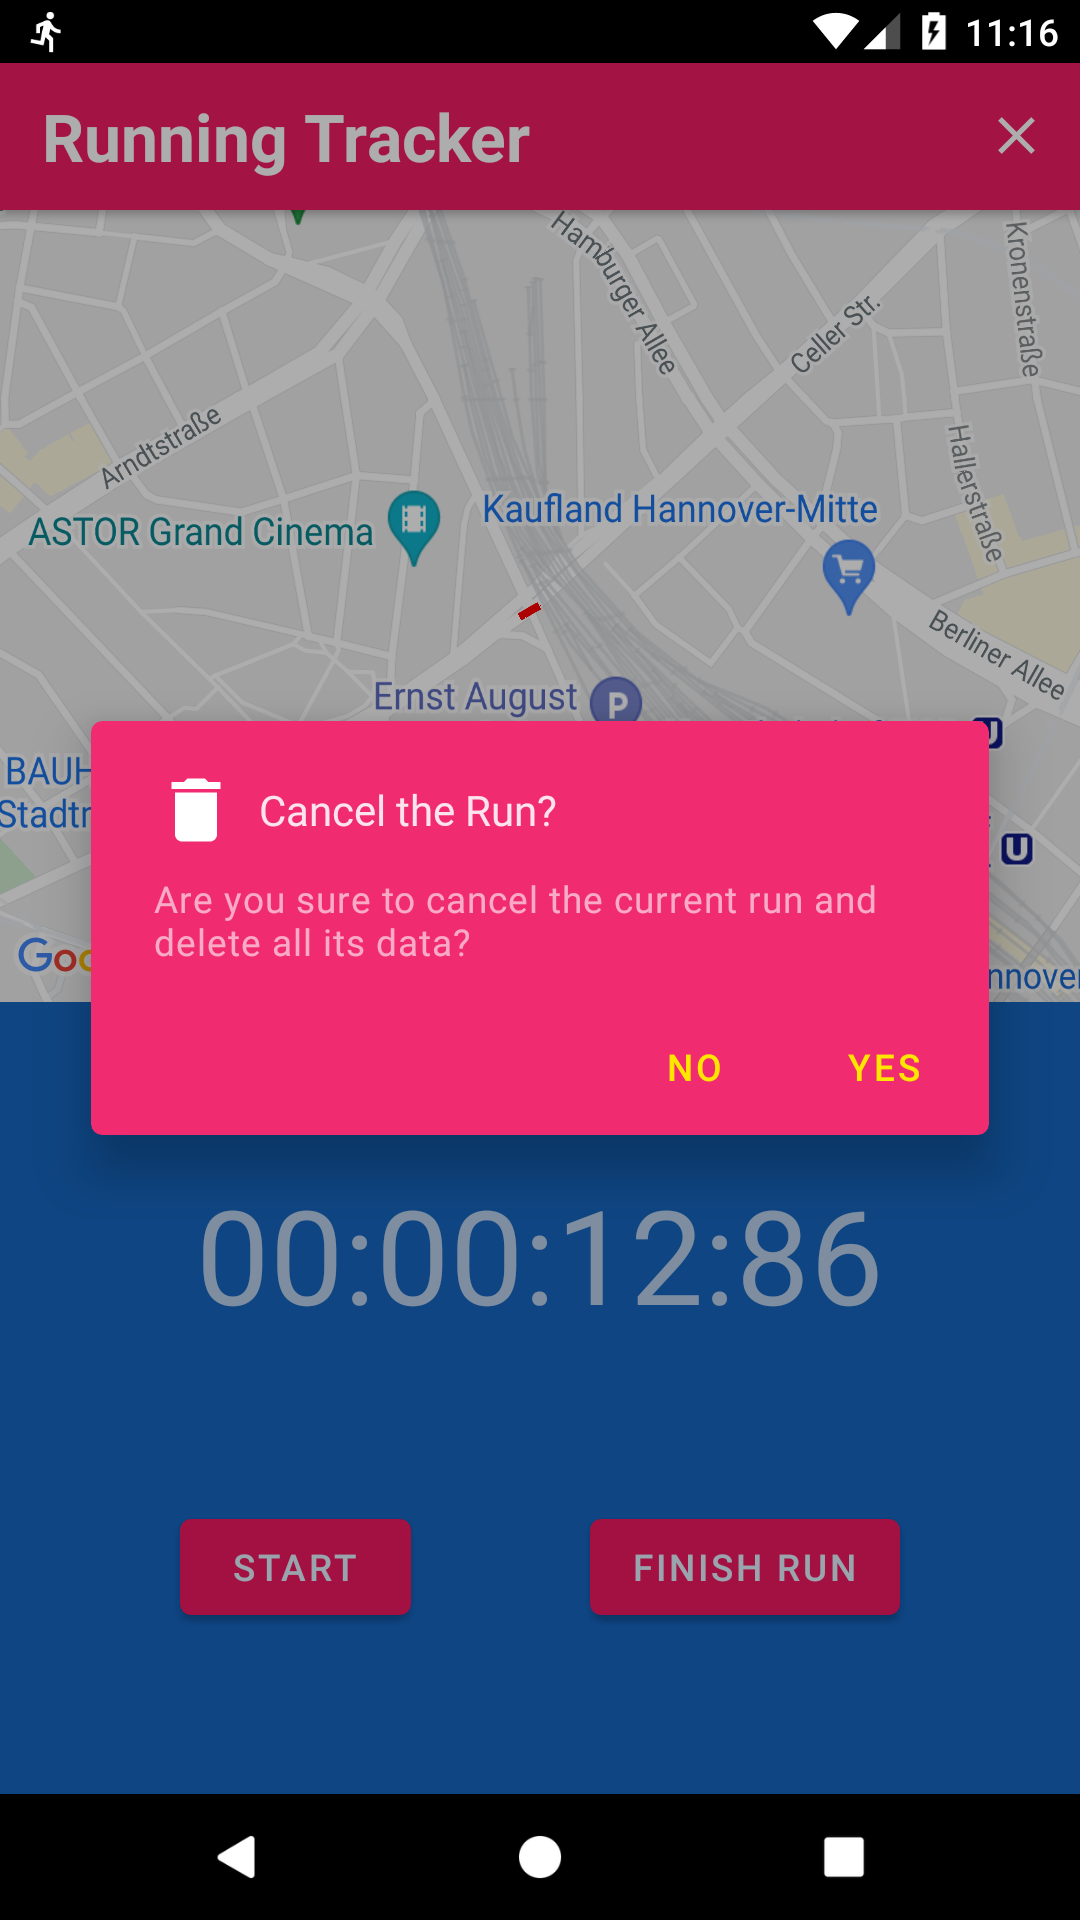 11:16
Running Tracker
Hamburger Allee
Kronenstraße
Celler Str.
Arndtstraße
Hallerstraße
Kaufland Hannover-Mitte
ASTOR Grand Cinema
Berliner Allee
Ernst August
P
U
BAUH
Stadtr
U
Cancel the Run?
Are you sure to cancel the current run and
delete all its data?
Goo
nnover
NO YES
00:00:12:86
START FINISH RUN